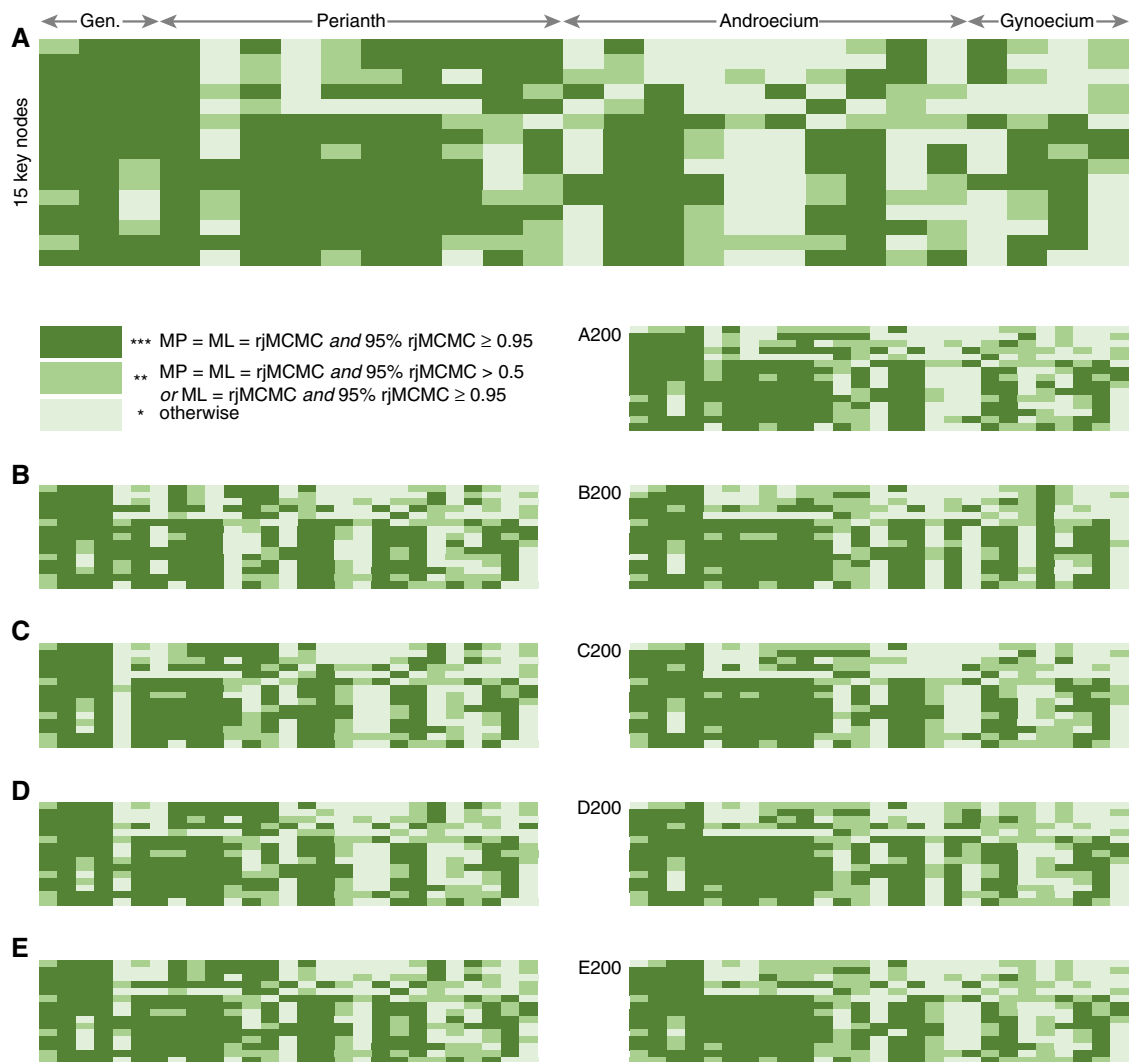 Gen. Perianth Androecium Gynoecium
A
15 key nodes
*** MP = ML = rjMCMC and 95% rjMCMC ≥ 0.95
** MP = ML = rjMCMC and 95% rjMCMC > 0.5
or ML = rjMCMC and 95% rjMCMC ≥ 0.95
* otherwise
A200
B
B200
C
C200
D
D200
E
E200